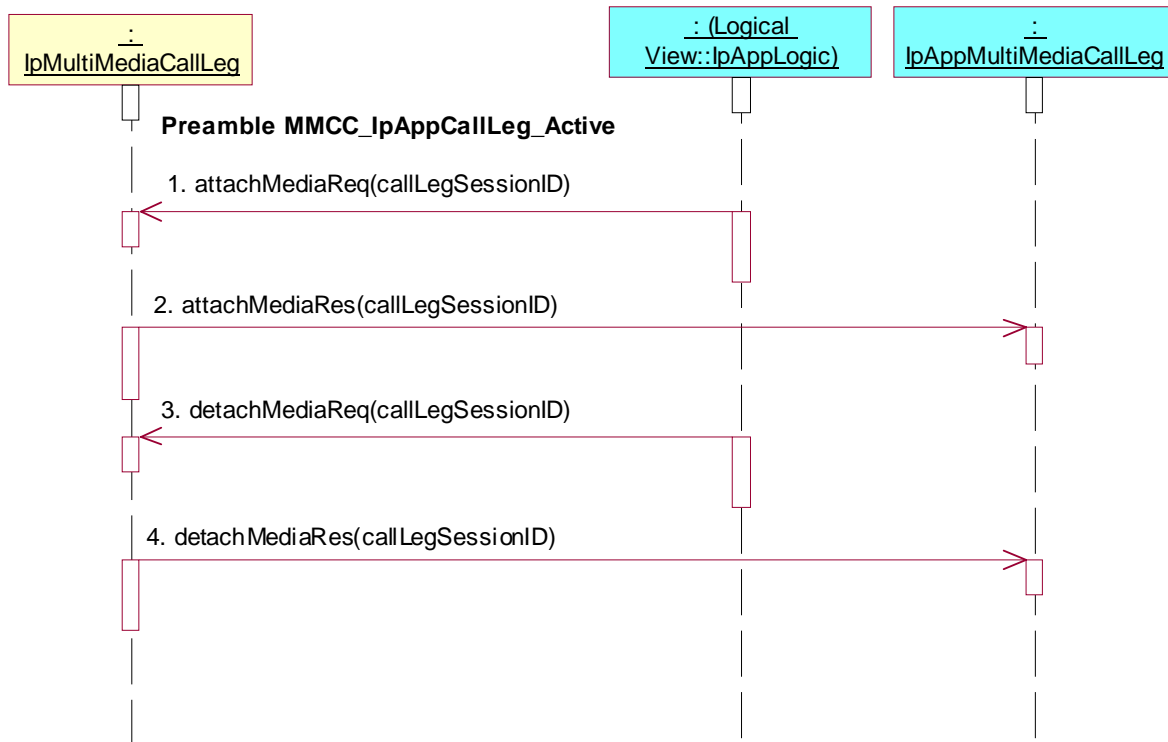 :
IpMultiMediaCallLeg
: (Logical
View::IpAppLogic)
:
IpAppMultiMediaCallLeg
Preamble MMCC_IpAppCallLeg_Active
1. attachMediaReq(callLegSessionID)
2. attachMediaRes(callLegSessionID)
3. detachMediaReq(callLegSessionID)
4. detachMediaRes(callLegSessionID)